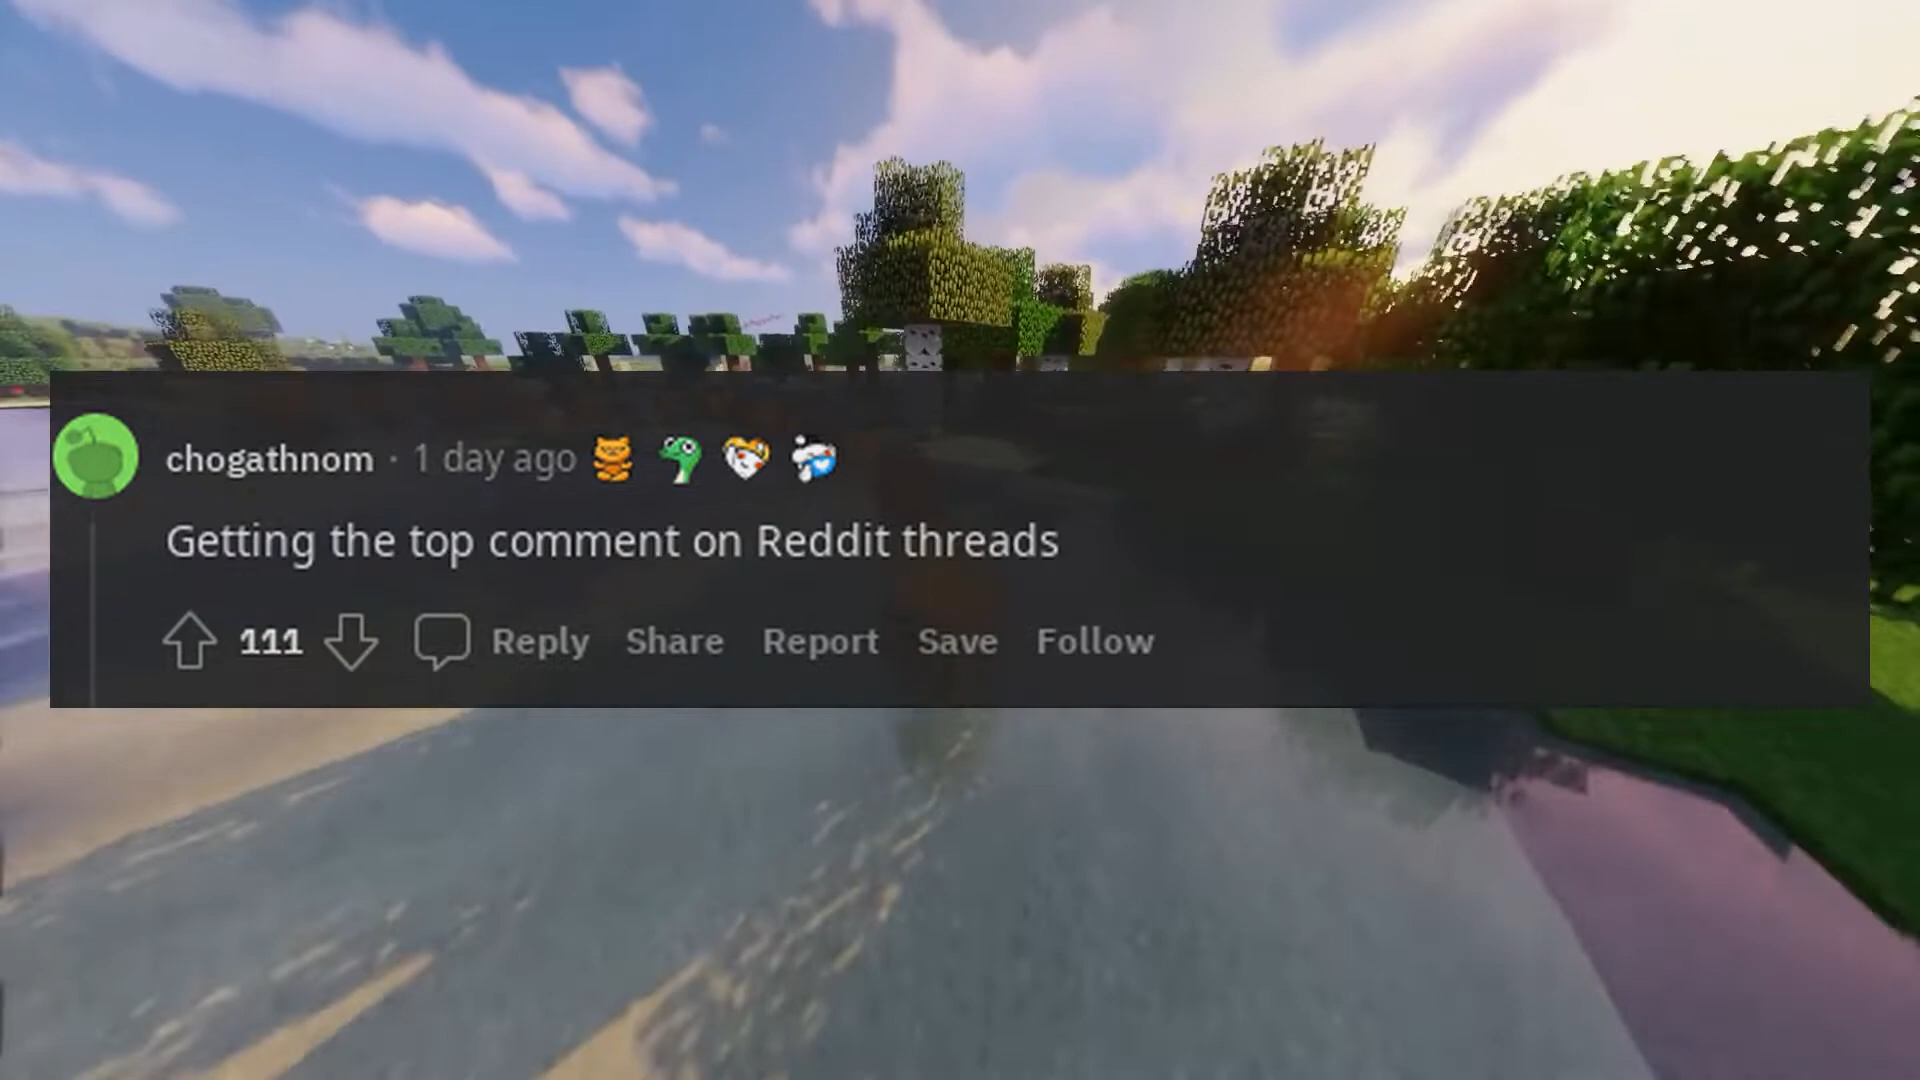 chogathnom · 1 day ago
Getting the top comment on Reddit threads
111 Reply Share Report Save Follow